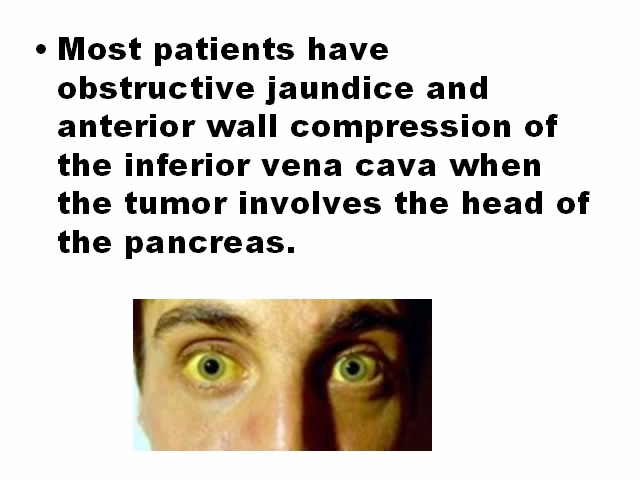 • Most patients have
obstructive jaundice and
anterior wall compression of
the inferior vena cava when
the tumor involves the head of
the pancreas.